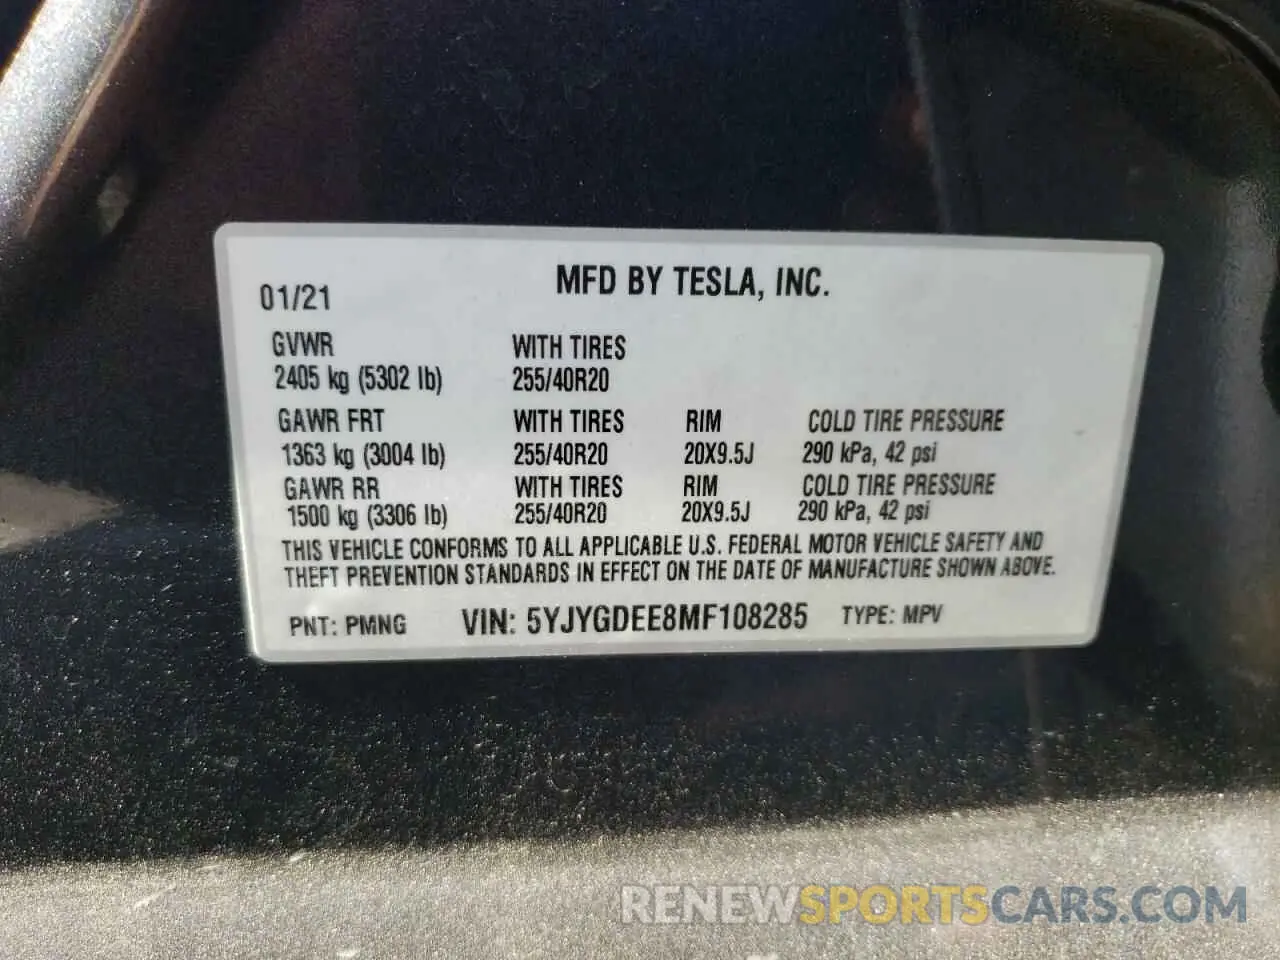 MFD BY TESLA, INC.
01/21
GVWR WITH TIRES
2405 kg (5302 lb) 255/40R20
GAWR FRT WITH TIRES RIM COLD TIRE PRESSURE
1363 kg (3004 lb) 255/40R20 20X9.5J 290 kPa, 42 psi
GAWR RR WITH TIRES RIM COLD TIRE PRESSURE
1500 kg (3306 lb) 255/40R20 20X9.5J 290 kPa, 42 psi
THIS VEHICLE CONFORMS TO ALL APPLICABLE U.S. FEDERAL MOTOR VEHICLE SAFETY AND
THEFT PREVENTION STANDARDS IN EFFECT ON THE DATE OF MANUFACTURE SHOWN ABOVE.
PNT: PMNG VIN: 5YJYGDEE8MF108285 TYPE: MPV
RENEWSPORTSCARS.COM